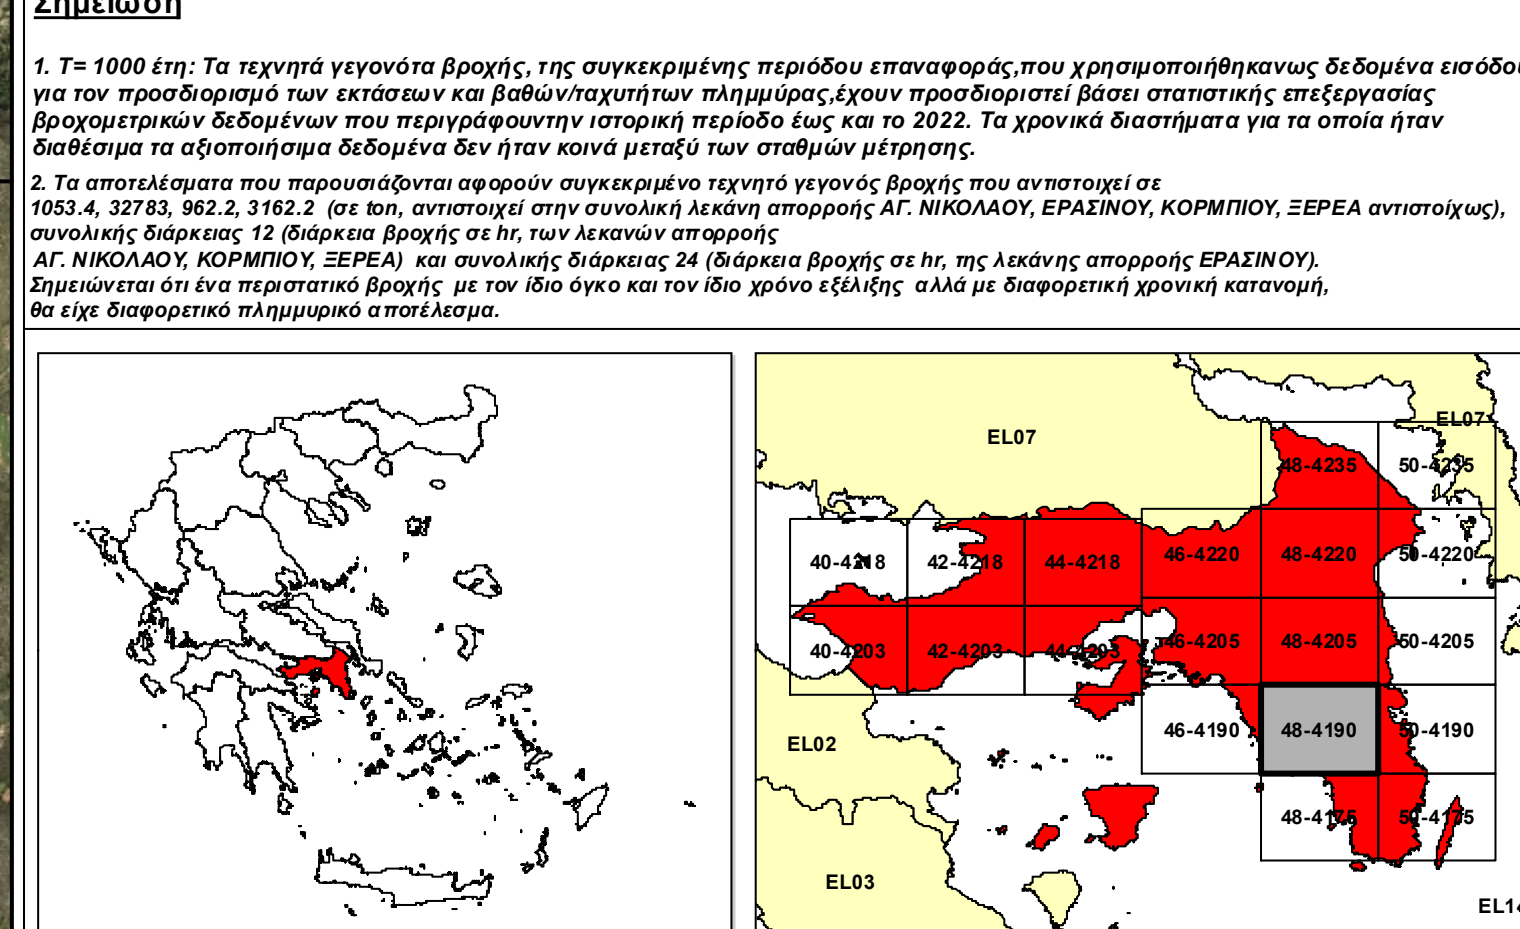 Σημείωση
1. Τ= 1000 έτη: Τα τεχνητά γεγονότα βροχής, της συγκεκριμένης περιόδου επαναφοράς,που χρησιμοποιήθηκανως δεδομένα εισόδου
για τον προσδιορισμό των εκτάσεων και βαθών/ταχυτήτων πλημμύρας,έχουν προσδιοριστεί βάσει στατιστικής επεξεργασίας
βροχομετρικών δεδομένων που περιγράφουντην ιστορική περίοδο έως και το 2022. Τα χρονικά διαστήματα για τα οποία ήταν
διαθέσιμα τα αξιοποιήσιμα δεδομένα δεν ήταν κοινά μεταξύ των σταθμών μέτρησης.
2. Τα αποτελέσματα που παρουσιάζονται αφορούν συγκεκριμένο τεχνητό γεγονός βροχής που αντιστοιχεί σε
1053.4, 32783, 962.2, 3162.2 (σε ton, αντιστοιχεί στην συνολική λεκάνη απορροής ΑΓ. ΝΙΚΟΛΑΟΥ, ΕΡΑΣΙΝΟΥ, ΚΟΡΜΠΙΟΥ, ΞΕΡΕΑ αντιστοίχως),
συνολικής διάρκειας 12 (διάρκεια βροχής σε hr, των λεκανών απορροής
ΑΓ. ΝΙΚΟΛΑΟΥ, ΚΟΡΜΠΙΟΥ, ΞΕΡΕΑ) και συνολικής διάρκειας 24 (διάρκεια βροχής σε hr, της λεκάνης απορροής ΕΡΑΣΙΝΟΥ).
Σημειώνεται ότι ένα περιστατικό βροχής με τον ίδιο όγκο και τον ίδιο χρόνο εξέλιξης αλλά με διαφορετική χρονική κατανομή,
θα είχε διαφορετικό πλημμυρικό αποτέλεσμα.
EL07
EL07
48-4235
50-4235
40-4218
42-4218
44-4218
46-4220
48-4220
50-4220
40-4203
42-4203
44-4203
46-4205
48-4205
50-4205
46-4190
48-4190
50-4190
EL02
48-4175
50-4175
EL03
EL14